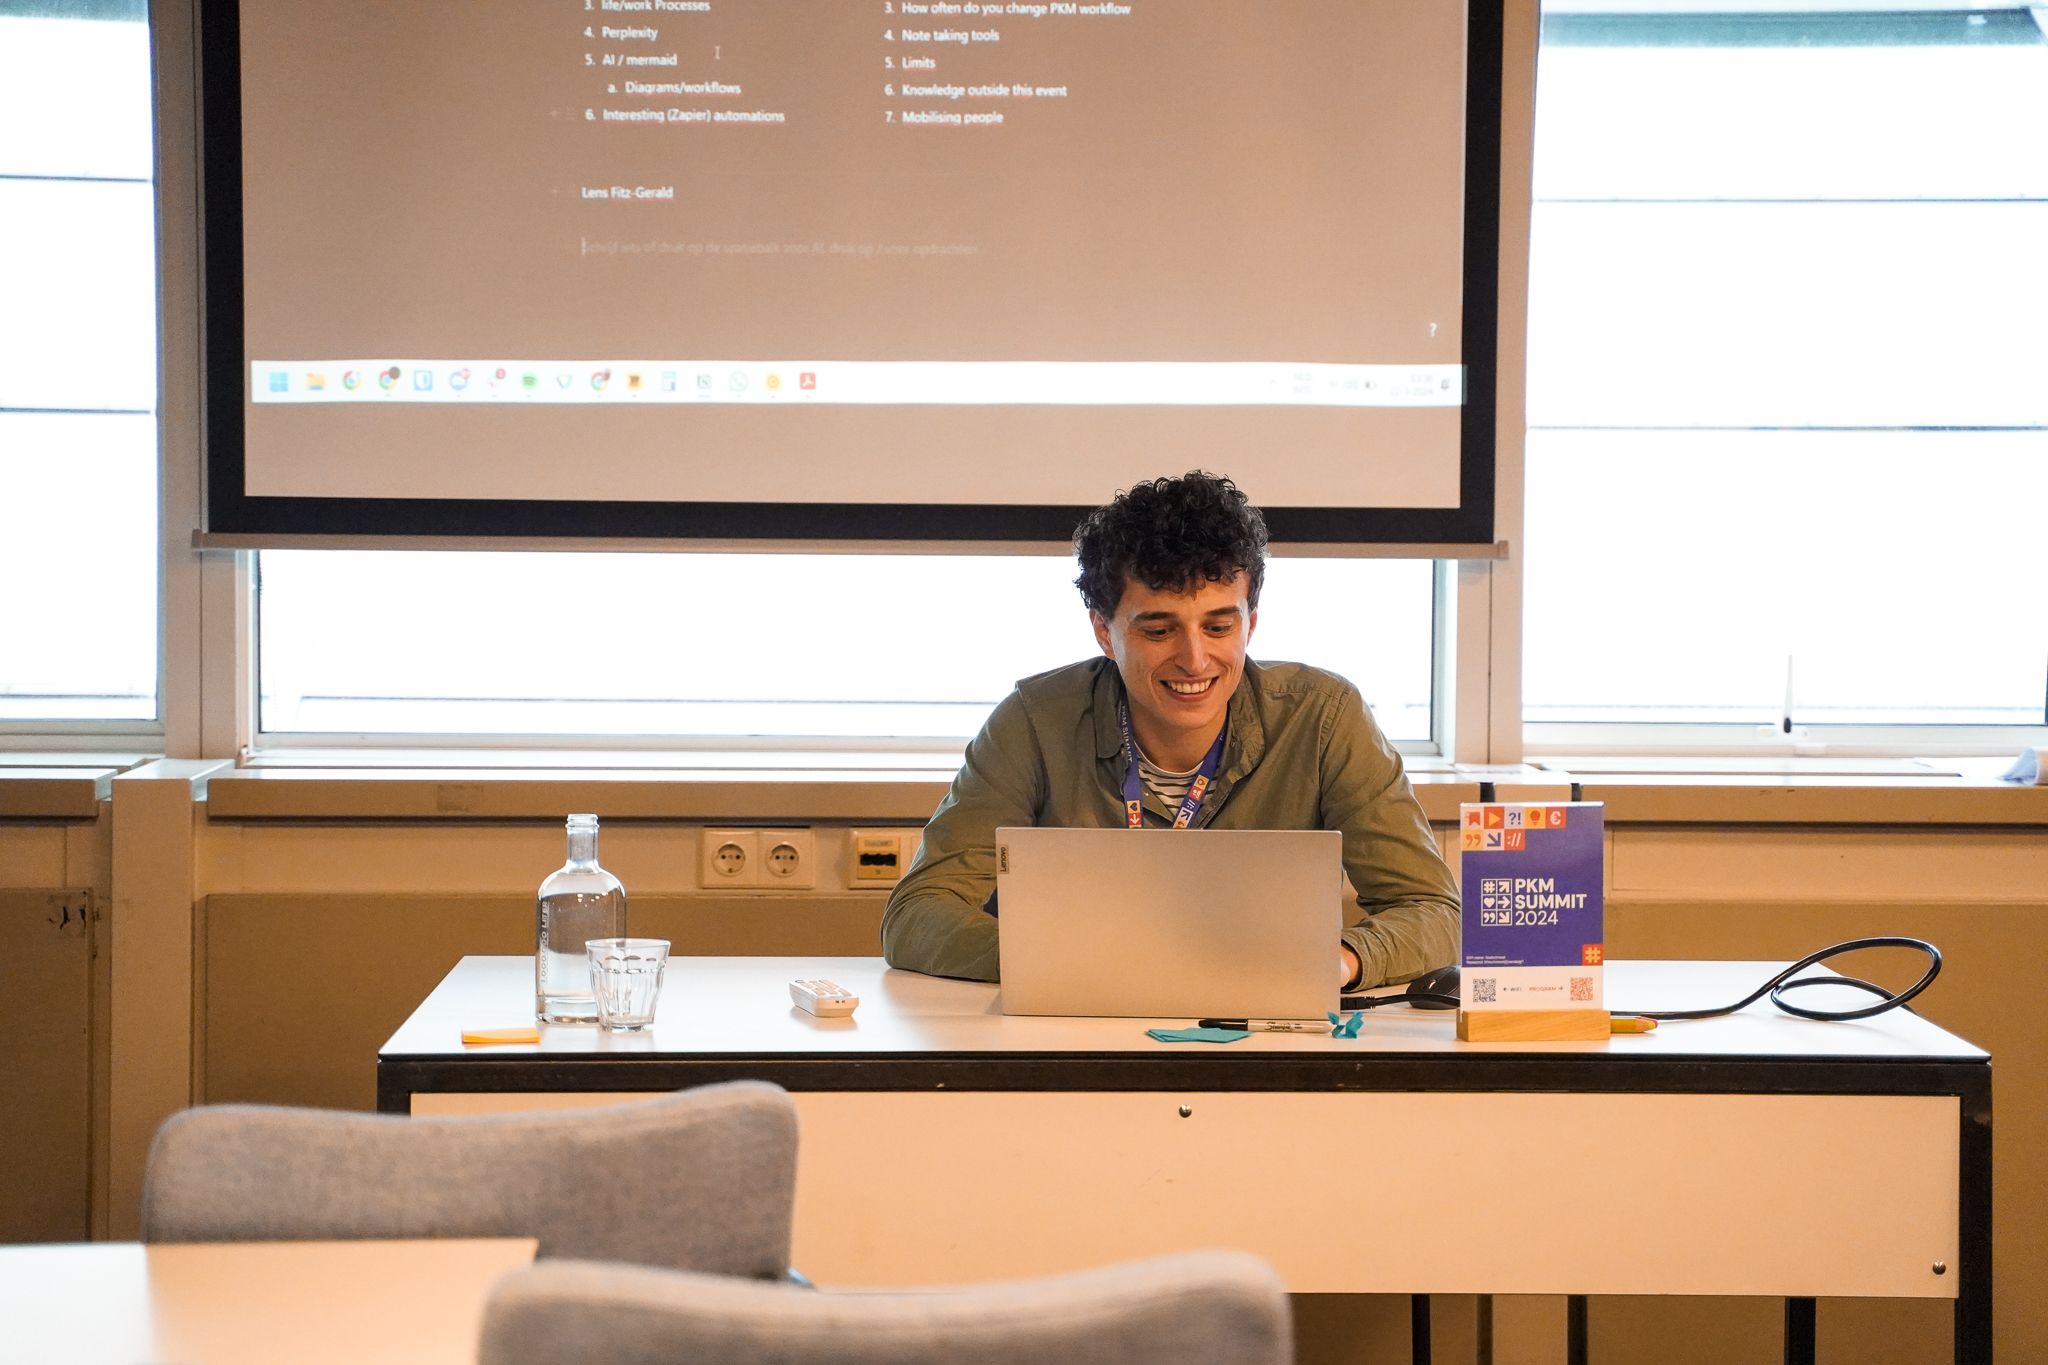 3. life/work Processes
4. Perplexity
5. AI / mermaid
a. Diagrams/workflows
6. Interesting (Zapier) automations
3. How often do you change PKM workflow
4. Note taking tools
5. Limits
6. Knowledge outside this event
7. Mobilising people
Lens Fitz-Gerald
Schrijf iets of druk op de spatiebalk voor AI, druk op / voor opdrachten
?
PKM SUMMIT
Lenovo
?!
€
://
#
PKM
SUMMIT
2024
#
← WIFI PROGRAM →
Sharpie